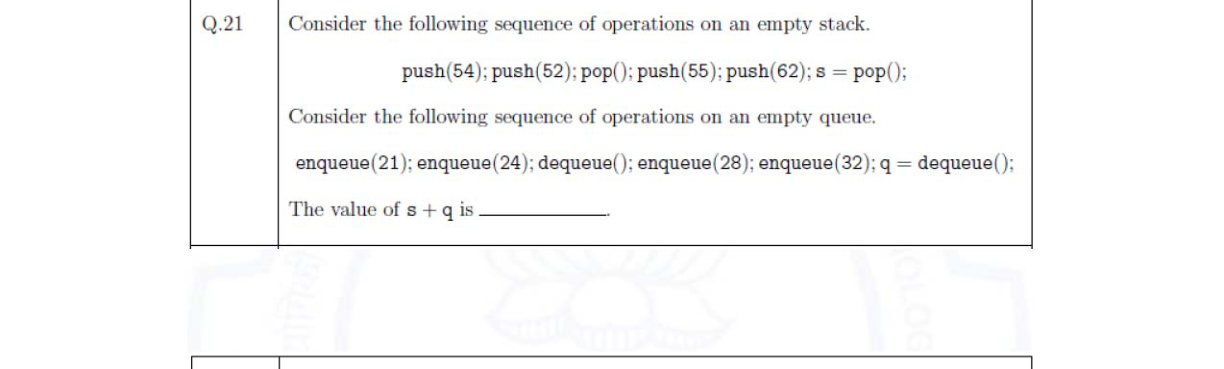 Q.21 Consider the following sequence of operations on an empty stack.
push(54); push(52); pop(); push(55); push(62); s = pop();
Consider the following sequence of operations on an empty queue.
enqueue(21); enqueue(24); dequeue(); enqueue(28); enqueue(32); q = dequeue();
The value of s + q is ____________.